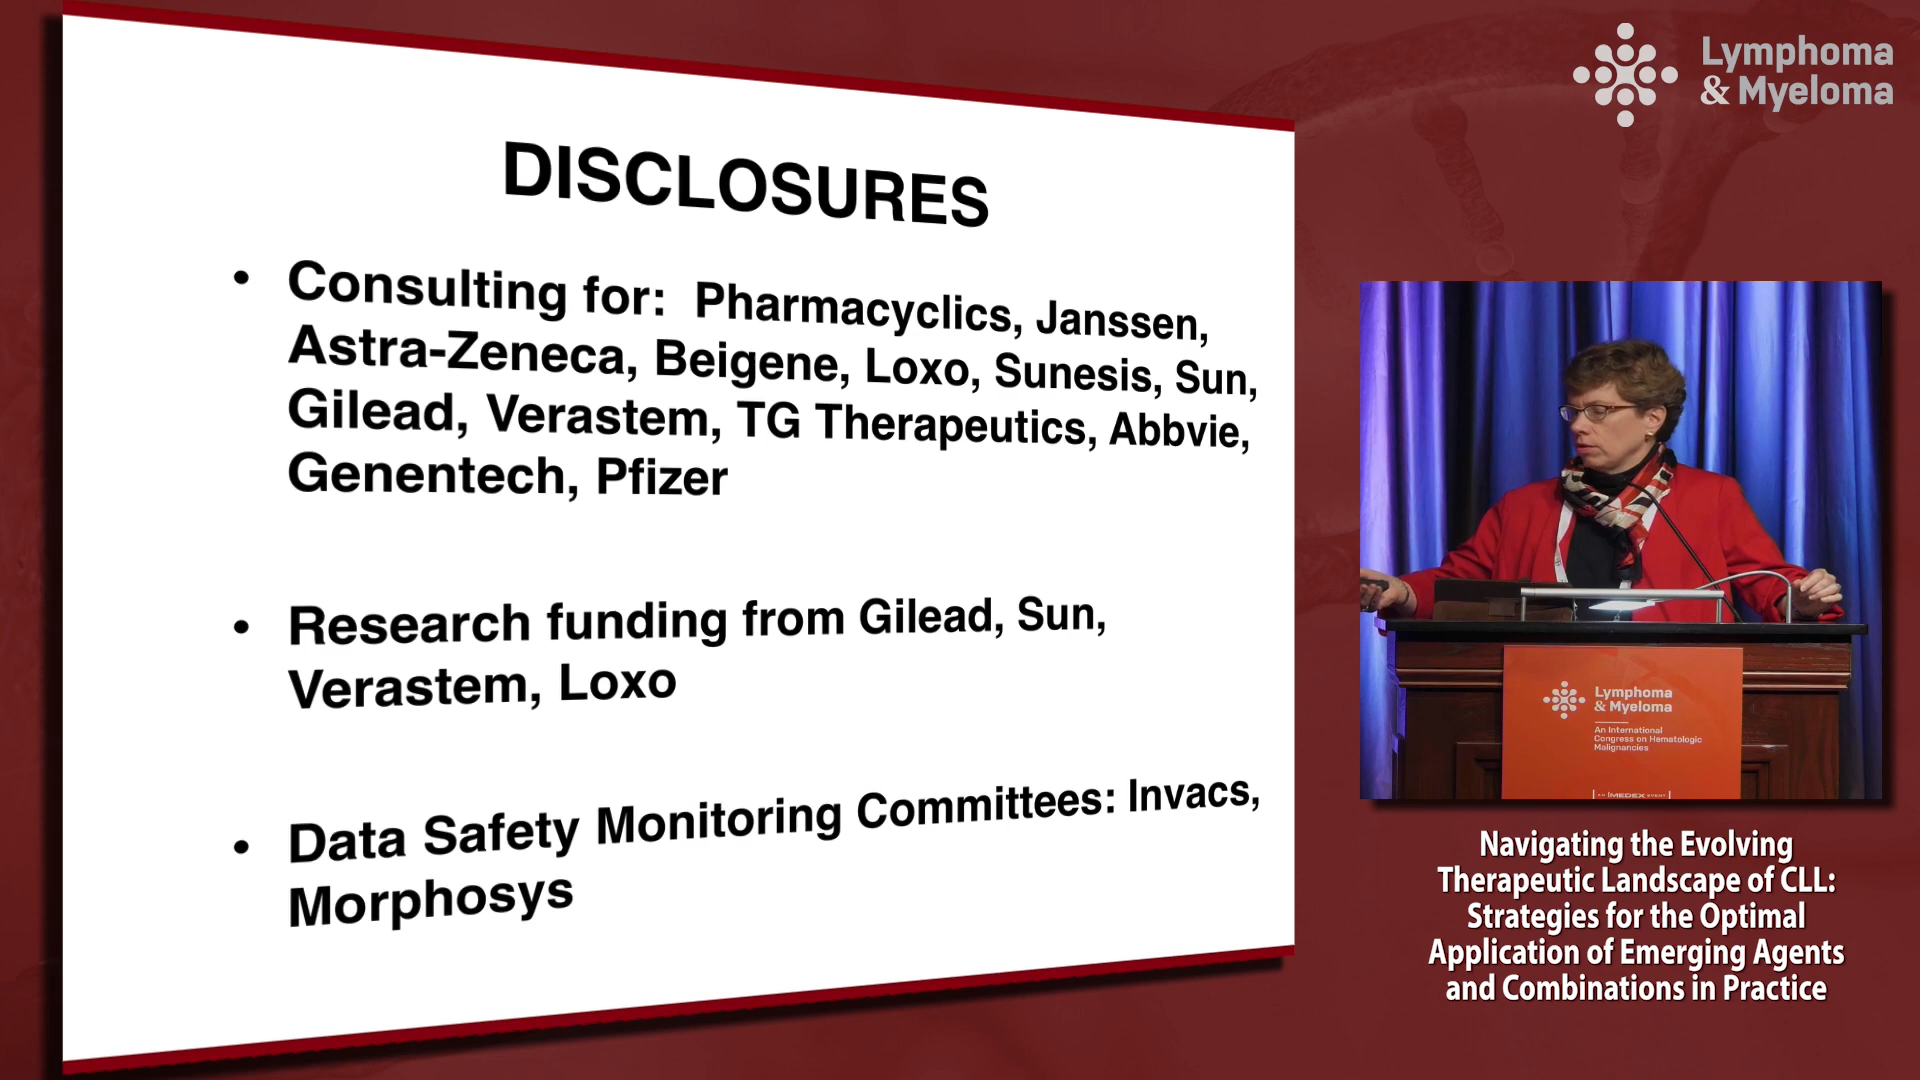 DISCLOSURES
• Consulting for: Pharmacyclics, Janssen,
Astra-Zeneca, Beigene, Loxo, Sunesis, Sun,
Gilead, Verastem, TG Therapeutics, Abbvie,
Genentech, Pfizer
• Research funding from Gilead, Sun,
Verastem, Loxo
• Data Safety Monitoring Committees: Invacs,
Morphosys
Lymphoma
& Myeloma
Lymphoma
& Myeloma
An International
Congress on Hematologic
Malignancies
AN IMEDEX EVENT
Navigating the Evolving
Therapeutic Landscape of CLL:
Strategies for the Optimal
Application of Emerging Agents
and Combinations in Practice